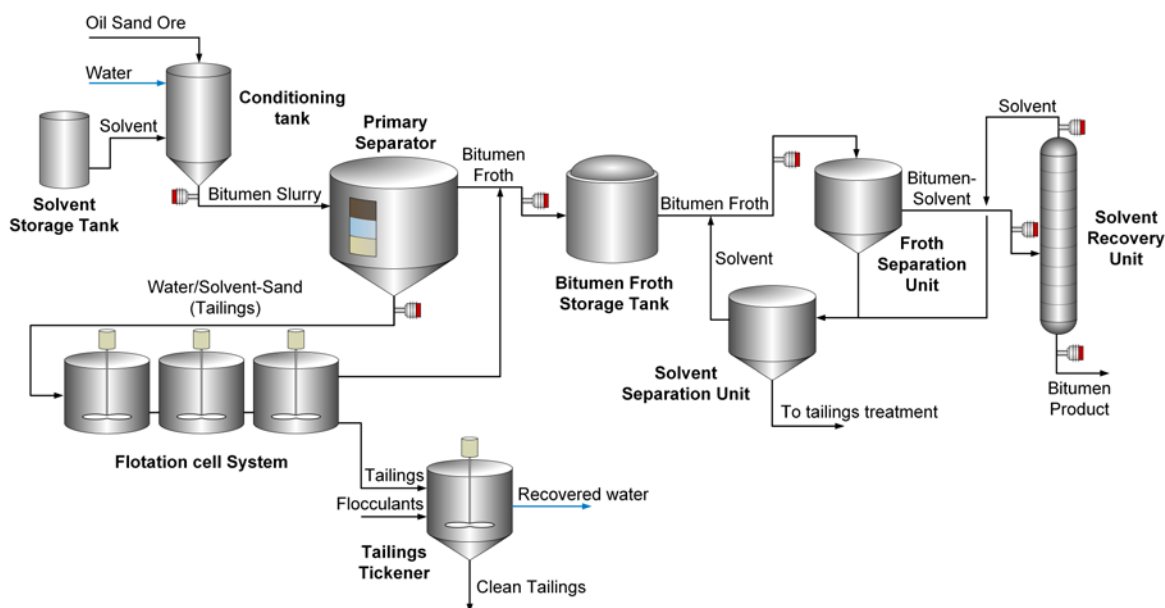 Oil Sand Ore
Water
Solvent
Conditioning
tank
Solvent
Storage Tank
Bitumen Slurry
Primary
Separator
Bitumen
Froth
Bitumen Froth
Storage Tank
Bitumen Froth
Solvent
Solvent
Bitumen-
Solvent
Froth
Separation
Unit
Solvent
Recovery
Unit
Water/Solvent-Sand
(Tailings)
Solvent
Separation Unit
To tailings treatment
Bitumen
Product
Flotation cell System
Tailings
Flocculants
Recovered water
Tailings
Tickener
Clean Tailings